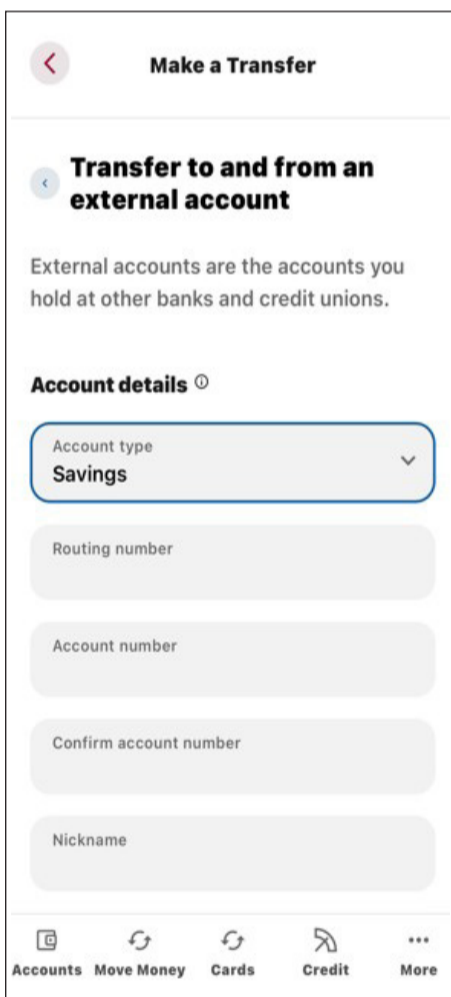 Make a Transfer
Transfer to and from an
external account
External accounts are the accounts you
hold at other banks and credit unions.
Account details
Account type
Savings
Routing number
Account number
Confirm account number
Nickname
Accounts Move Money Cards Credit More